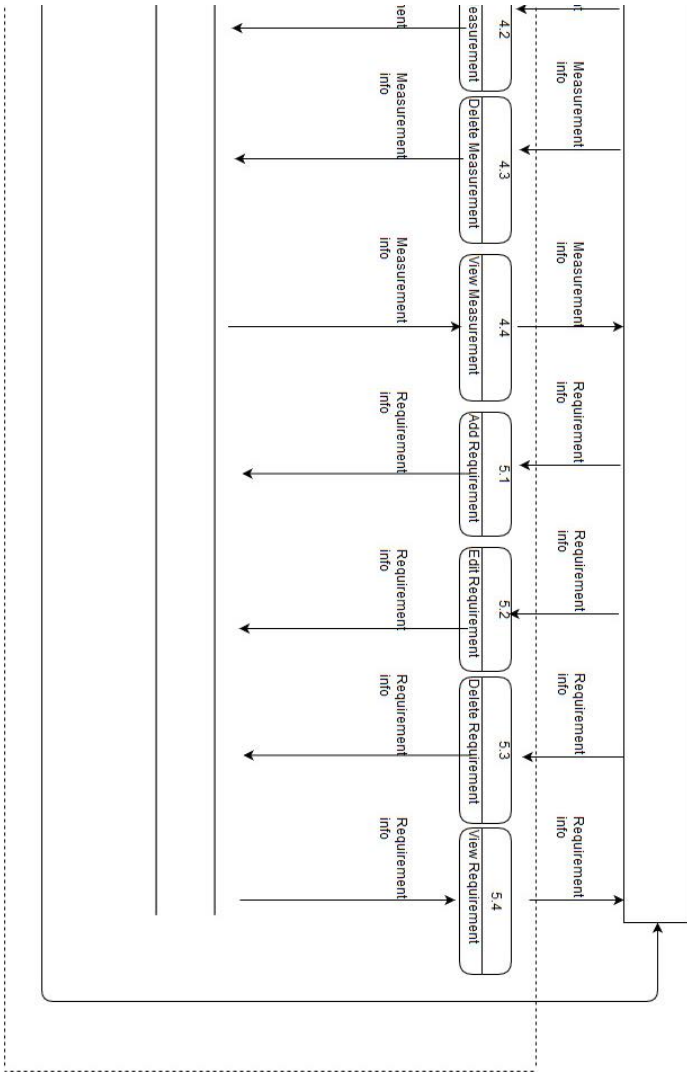 Measurement
info
Measurement
info
Requirement
info
Requirement
info
Requirement
info
Requirement
info
4.2
easurement
4.3
Delete Measurement
4.4
View Measurement
5.1
Add Requirement
5.2
Edit Requirement
5.3
Delete Requirement
5.4
View Requirement
Measurement
info
Measurement
info
Requirement
info
Requirement
info
Requirement
info
Requirement
info